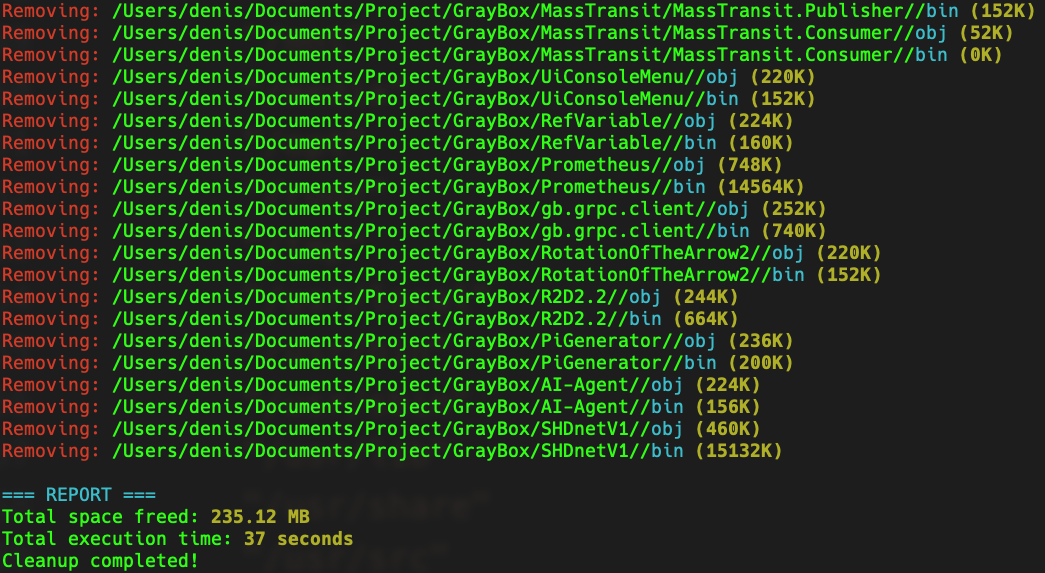 Removing: /Users/denis/Documents/Project/GrayBox/MassTransit/MassTransit.Publisher//bin (152K)
Removing: /Users/denis/Documents/Project/GrayBox/MassTransit/MassTransit.Consumer//obj (52K)
Removing: /Users/denis/Documents/Project/GrayBox/MassTransit/MassTransit.Consumer//bin (0K)
Removing: /Users/denis/Documents/Project/GrayBox/UiConsoleMenu//obj (220K)
Removing: /Users/denis/Documents/Project/GrayBox/UiConsoleMenu//bin (152K)
Removing: /Users/denis/Documents/Project/GrayBox/RefVariable//obj (224K)
Removing: /Users/denis/Documents/Project/GrayBox/RefVariable//bin (160K)
Removing: /Users/denis/Documents/Project/GrayBox/Prometheus//obj (748K)
Removing: /Users/denis/Documents/Project/GrayBox/Prometheus//bin (14564K)
Removing: /Users/denis/Documents/Project/GrayBox/gb.grpc.client//obj (252K)
Removing: /Users/denis/Documents/Project/GrayBox/gb.grpc.client//bin (740K)
Removing: /Users/denis/Documents/Project/GrayBox/RotationOfTheArrow2//obj (220K)
Removing: /Users/denis/Documents/Project/GrayBox/RotationOfTheArrow2//bin (152K)
Removing: /Users/denis/Documents/Project/GrayBox/R2D2.2//obj (244K)
Removing: /Users/denis/Documents/Project/GrayBox/R2D2.2//bin (664K)
Removing: /Users/denis/Documents/Project/GrayBox/PiGenerator//obj (236K)
Removing: /Users/denis/Documents/Project/GrayBox/PiGenerator//bin (200K)
Removing: /Users/denis/Documents/Project/GrayBox/AI-Agent//obj (224K)
Removing: /Users/denis/Documents/Project/GrayBox/AI-Agent//bin (156K)
Removing: /Users/denis/Documents/Project/GrayBox/SHDnetV1//obj (460K)
Removing: /Users/denis/Documents/Project/GrayBox/SHDnetV1//bin (15132K)
=== REPORT ===
Total space freed: 235.12 MB
Total execution time: 37 seconds
Cleanup completed!